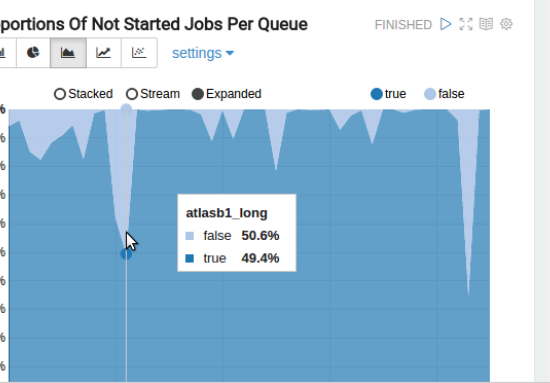 portions Of Not Started Jobs Per Queue
FINISHED
settings
Stacked Stream Expanded true false
%
%
%
%
%
%
%
%
%
%
atlasb1_long
false 50.6%
true 49.4%